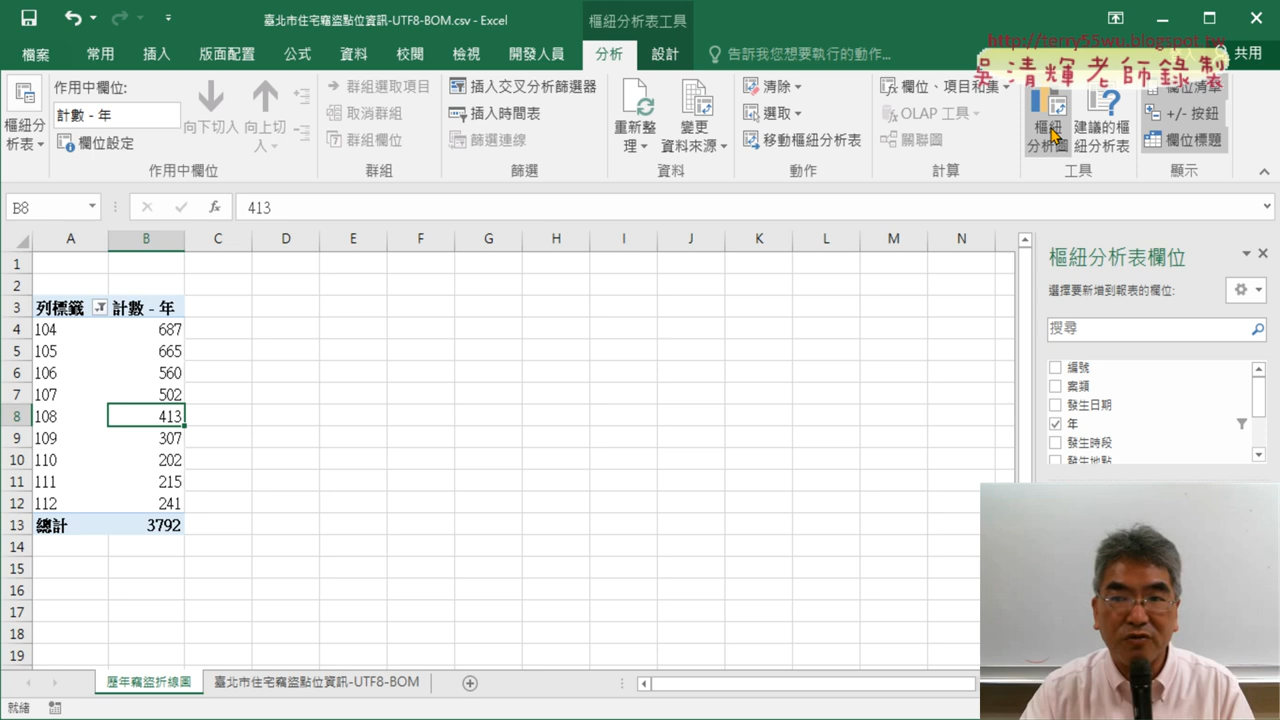 臺北市住宅竊盜點位資訊-UTF8-BOM.csv - Excel
樞紐分析表工具
檔案 常用 插入 版面配置 公式 資料 校閱 檢視 開發人員 分析 設計 告訴我您想要執行的動作... 共用
http://terry55wu.blogspot.tw
吳清輝老師錄製
作用中欄位:
計數 - 年
欄位設定
樞紐分析表
向下切入
向上切入
作用中欄位
群組選取項目
取消群組
群組欄位
群組
插入交叉分析篩選器
插入時間表
篩選連線
篩選
重新整理
變更資料來源
資料
清除
選取
移動樞紐分析表
動作
欄位、項目和集
OLAP 工具
關聯圖
計算
樞紐分析圖
建議的樞紐分析表
工具
欄位清單
+/- 按鈕
欄位標題
顯示
B8 fx 413
A B C D E F G H I J K L M N
1
2
3 列標籤 計數 - 年
4 104 687
5 105 665
6 106 560
7 107 502
8 108 413
9 109 307
10 110 202
11 111 215
12 112 241
13 總計 3792
14
15
16
17
18
19
樞紐分析表欄位
選擇要新增到報表的欄位:
搜尋
編號
案類
發生日期
年
發生時段
發生地點
歷年竊盜折線圖 臺北市住宅竊盜點位資訊-UTF8-BOM
就緒